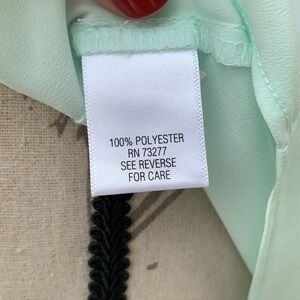 100% POLYESTER
RN 73277
SEE REVERSE
FOR CARE